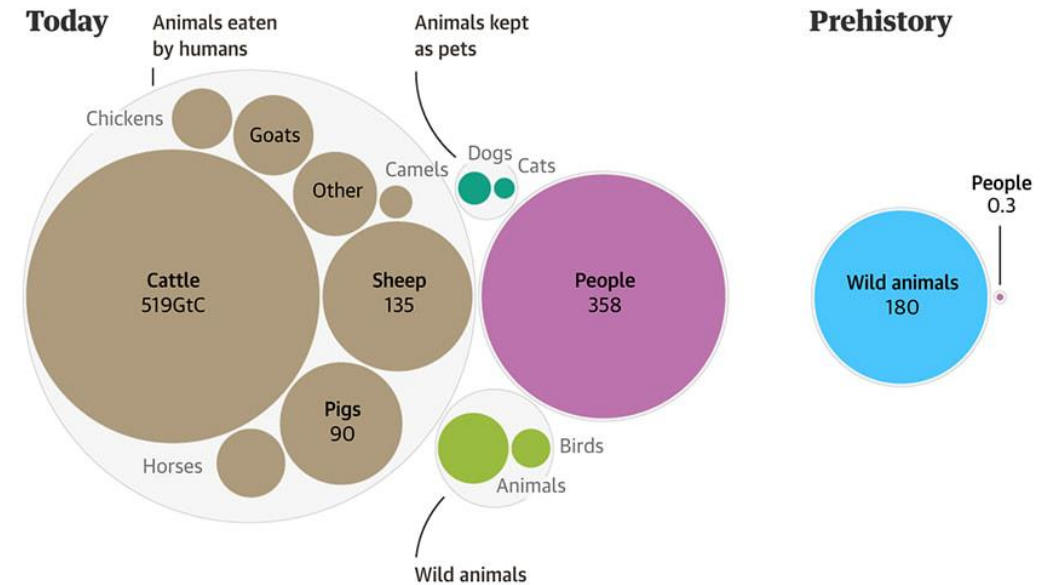 Today
Animals eaten
by humans
Animals kept
as pets
Prehistory
Chickens
Goats
Dogs
Cats
Other
Camels
People
0.3
Cattle
519GtC
Sheep
135
People
358
Wild animals
180
Pigs
90
Horses
Birds
Animals
Wild animals